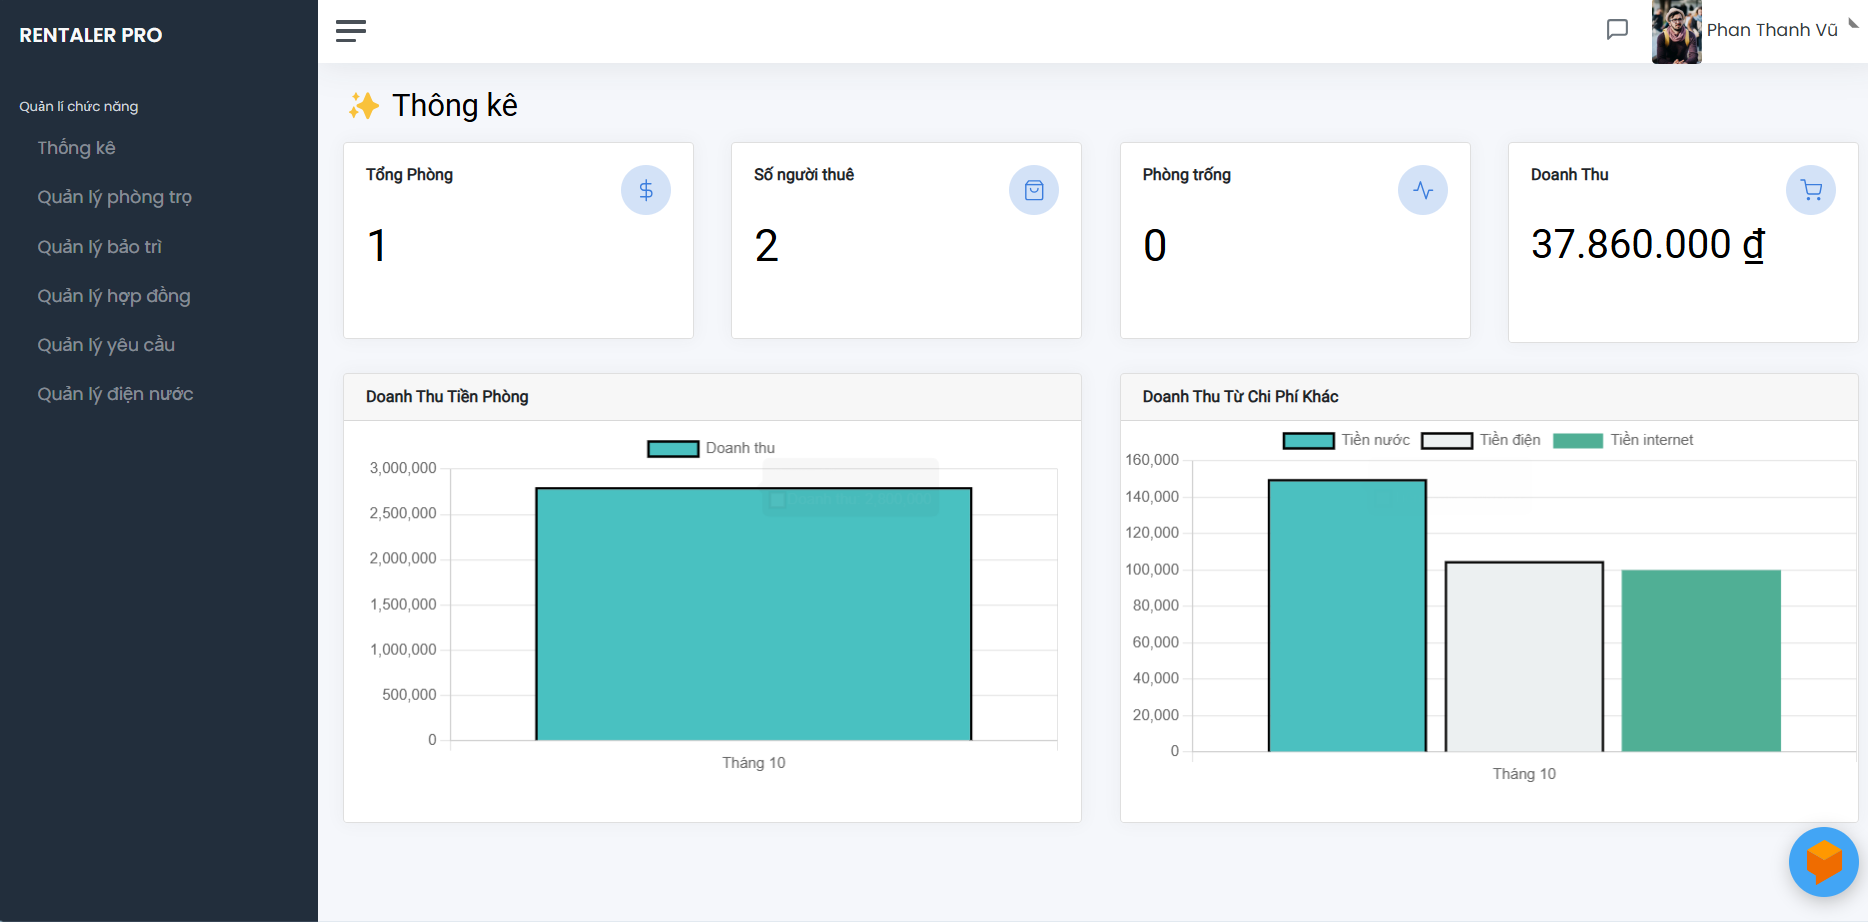 RENTALER PRO
Quản lí chức năng
Thống kê
Quản lý phòng trọ
Quản lý bảo trì
Quản lý hợp đồng
Quản lý yêu cầu
Quản lý điện nước
Phan Thanh Vũ
✨ Thông kê
Tổng Phòng
1
Số người thuê
2
Phòng trống
0
Doanh Thu
37.860.000 ₫
Doanh Thu Tiền Phòng
Doanh thu
3,000,000
2,500,000
2,000,000
1,500,000
1,000,000
500,000
0
Tháng 10
Doanh Thu Từ Chi Phí Khác
Tiền nước Tiền điện Tiền internet
160,000
140,000
120,000
100,000
80,000
60,000
40,000
20,000
0
Tháng 10